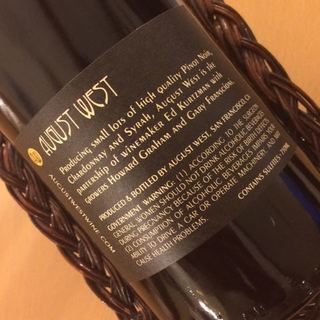 AUGUST WEST
Producing small lots of high quality Pinot Noir,
Chardonnay and Syrah, August West is the
partnership of winemaker Ed Kurtzman with
growers Howard Graham and Gary Franscioni.
PRODUCED & BOTTLED BY AUGUST WEST, SAN FRANCISCO,
GOVERNMENT WARNING: (1) ACCORDING TO THE SURGEON
GENERAL, WOMEN SHOULD NOT DRINK ALCOHOLIC BEVERAGES
DURING PREGNANCY BECAUSE OF THE RISK OF BIRTH DEFECTS.
(2) CONSUMPTION OF ALCOHOLIC BEVERAGES IMPAIRS YOUR
ABILITY TO DRIVE A CAR OR OPERATE MACHINERY, AND MAY
CAUSE HEALTH PROBLEMS.
CONTAINS SULFITES
AUGUSTWESTWINE.COM